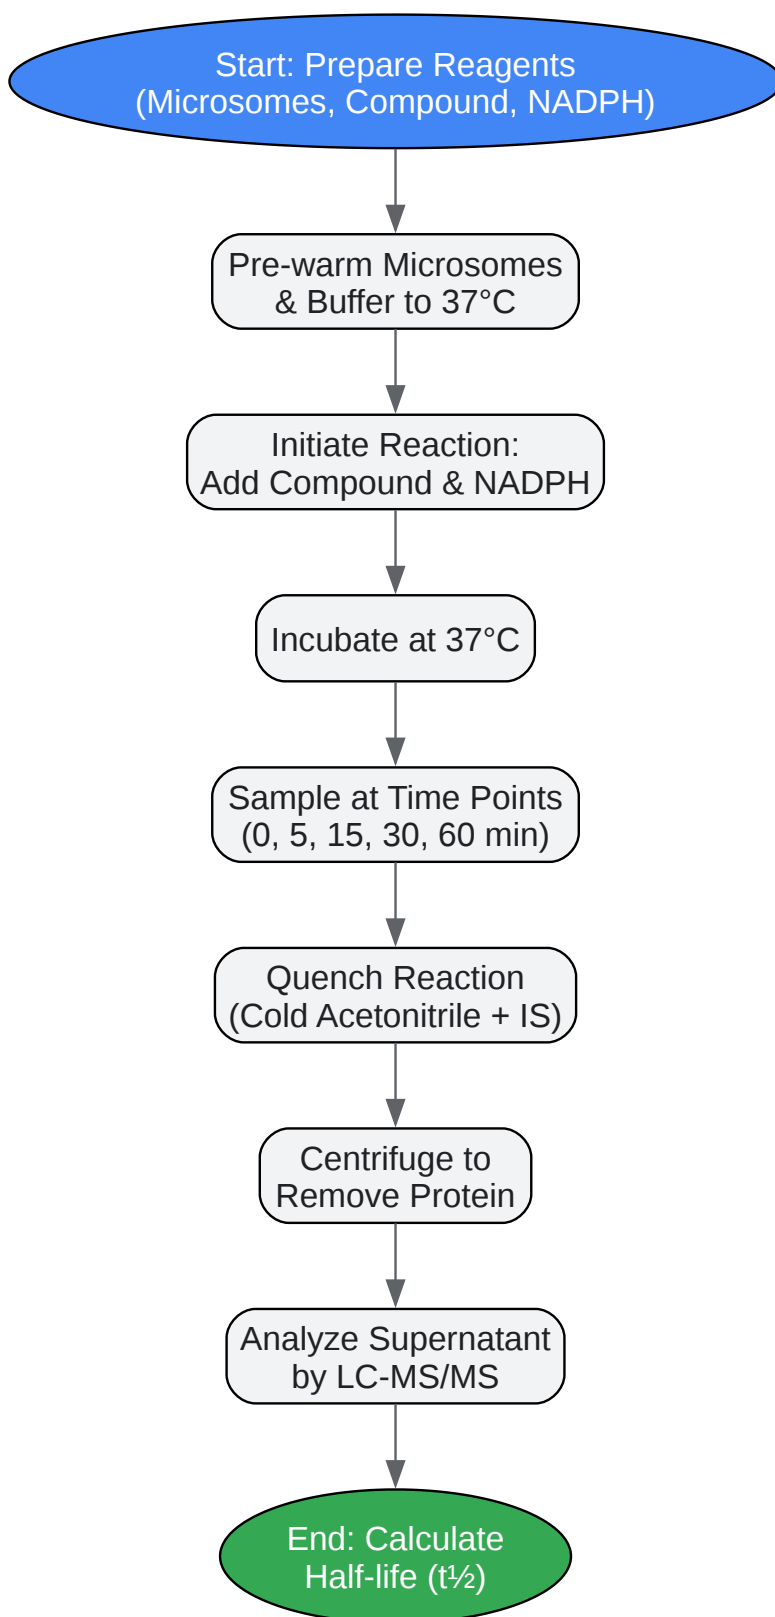 Start: Prepare Reagents
(Microsomes, Compound, NADPH)
Pre-warm Microsomes
& Buffer to 37°C
Initiate Reaction:
Add Compound & NADPH
Incubate at 37°C
Sample at Time Points
(0, 5, 15, 30, 60 min)
Quench Reaction
(Cold Acetonitrile + IS)
Centrifuge to
Remove Protein
Analyze Supernatant
by LC-MS/MS
End: Calculate
Half-life (t½)